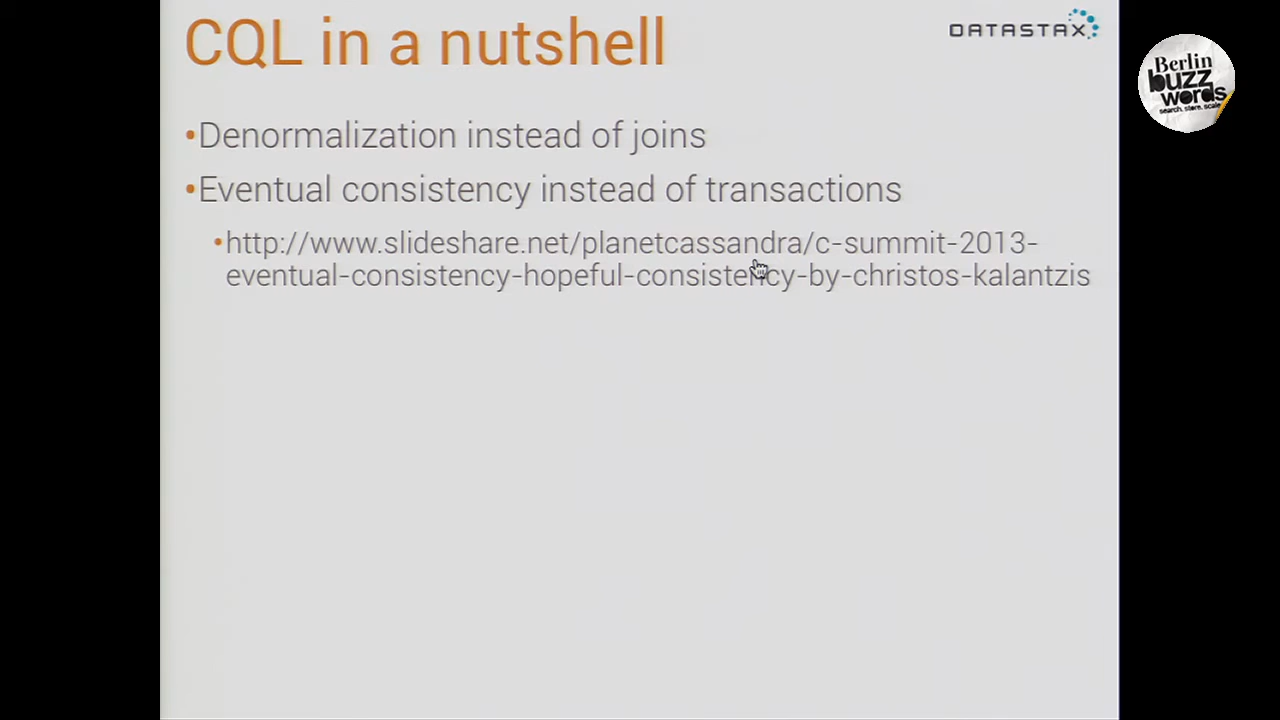 CQL in a nutshell
DATASTAX
Berlin
buzz
words
search. store. scale.
•Denormalization instead of joins
•Eventual consistency instead of transactions
•http://www.slideshare.net/planetcassandra/c-summit-2013-
eventual-consistency-hopeful-consistency-by-christos-kalantzis